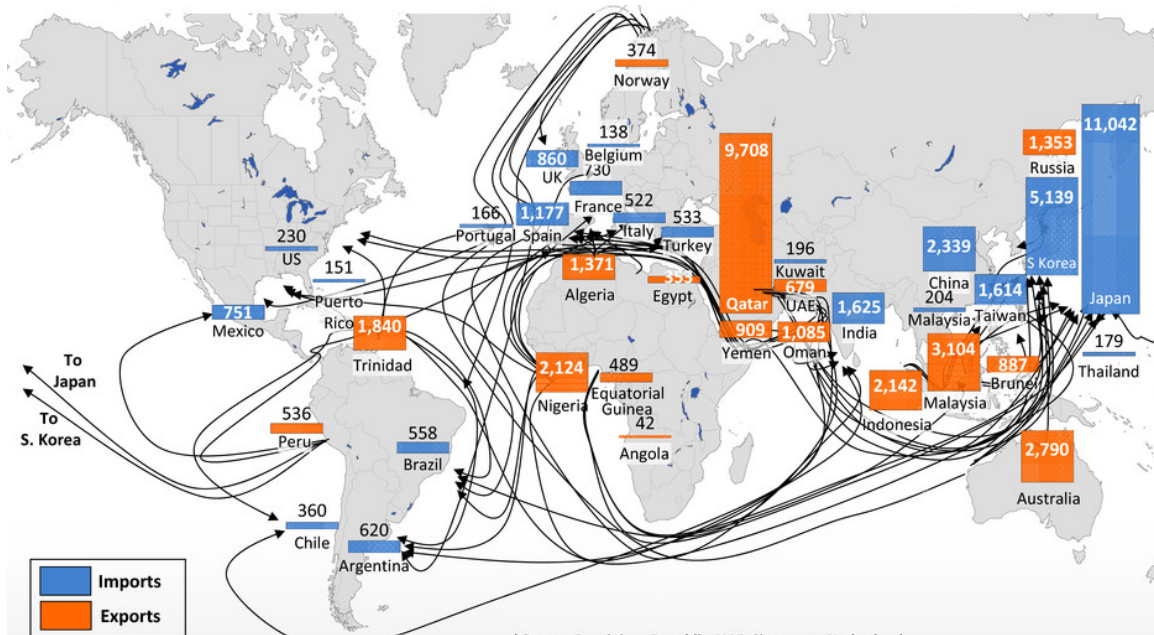 374
Norway
138
Belgium
860
UK
730
France
522
Italy
533
Turkey
166
Portugal
1,177
Spain
230
US
151
Puerto
Rico
751
Mexico
1,840
Trinidad
1,371
Algeria
353
Egypt
9,708
Qatar
196
Kuwait
679
UAE
909
Yemen
1,085
Oman
1,625
India
2,339
China
1,353
Russia
5,139
S Korea
11,042
Japan
1,614
Taiwan
204
Malaysia
3,104
Malaysia
887
Brunei
179
Thailand
2,142
Indonesia
2,790
Australia
2,124
Nigeria
489
Equatorial
Guinea
42
Angola
To
Japan
To
S. Korea
536
Peru
558
Brazil
360
Chile
620
Argentina
Imports
Exports